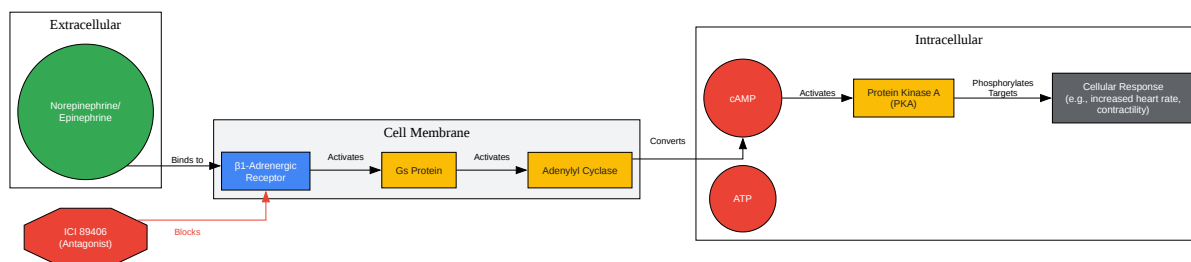 Extracellular
Norepinephrine/
Epinephrine
Binds to
ICI 89406
(Antagonist)
Blocks
Cell Membrane
β1-Adrenergic
Receptor
Activates
Gs Protein
Activates
Adenylyl Cyclase
Converts
Intracellular
cAMP
ATP
Activates
Protein Kinase A
(PKA)
Phosphorylates
Targets
Cellular Response
(e.g., increased heart rate,
contractility)